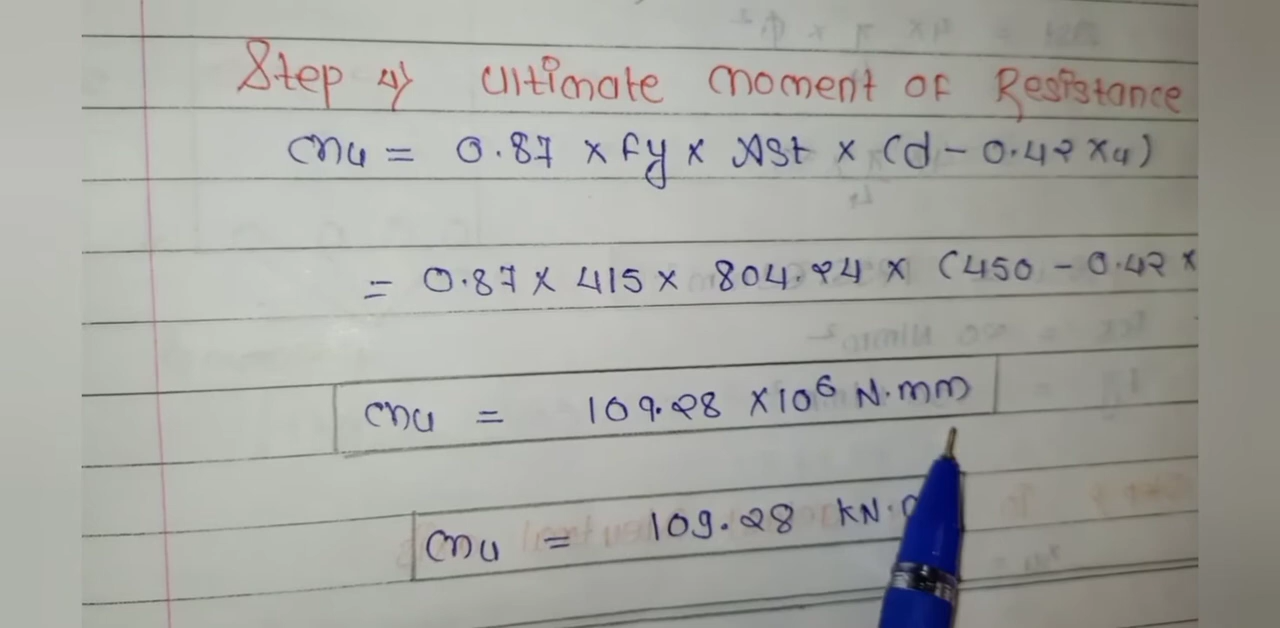 Step 4) Ultimate moment of Resistance
Mu = 0.87 × fy × Ast × (d - 0.42 xu)
= 0.87 × 415 × 804.24 × (450 - 0.42 ×
Mu = 109.28 × 10⁶ N.mm
Mu = 109.28 kN.